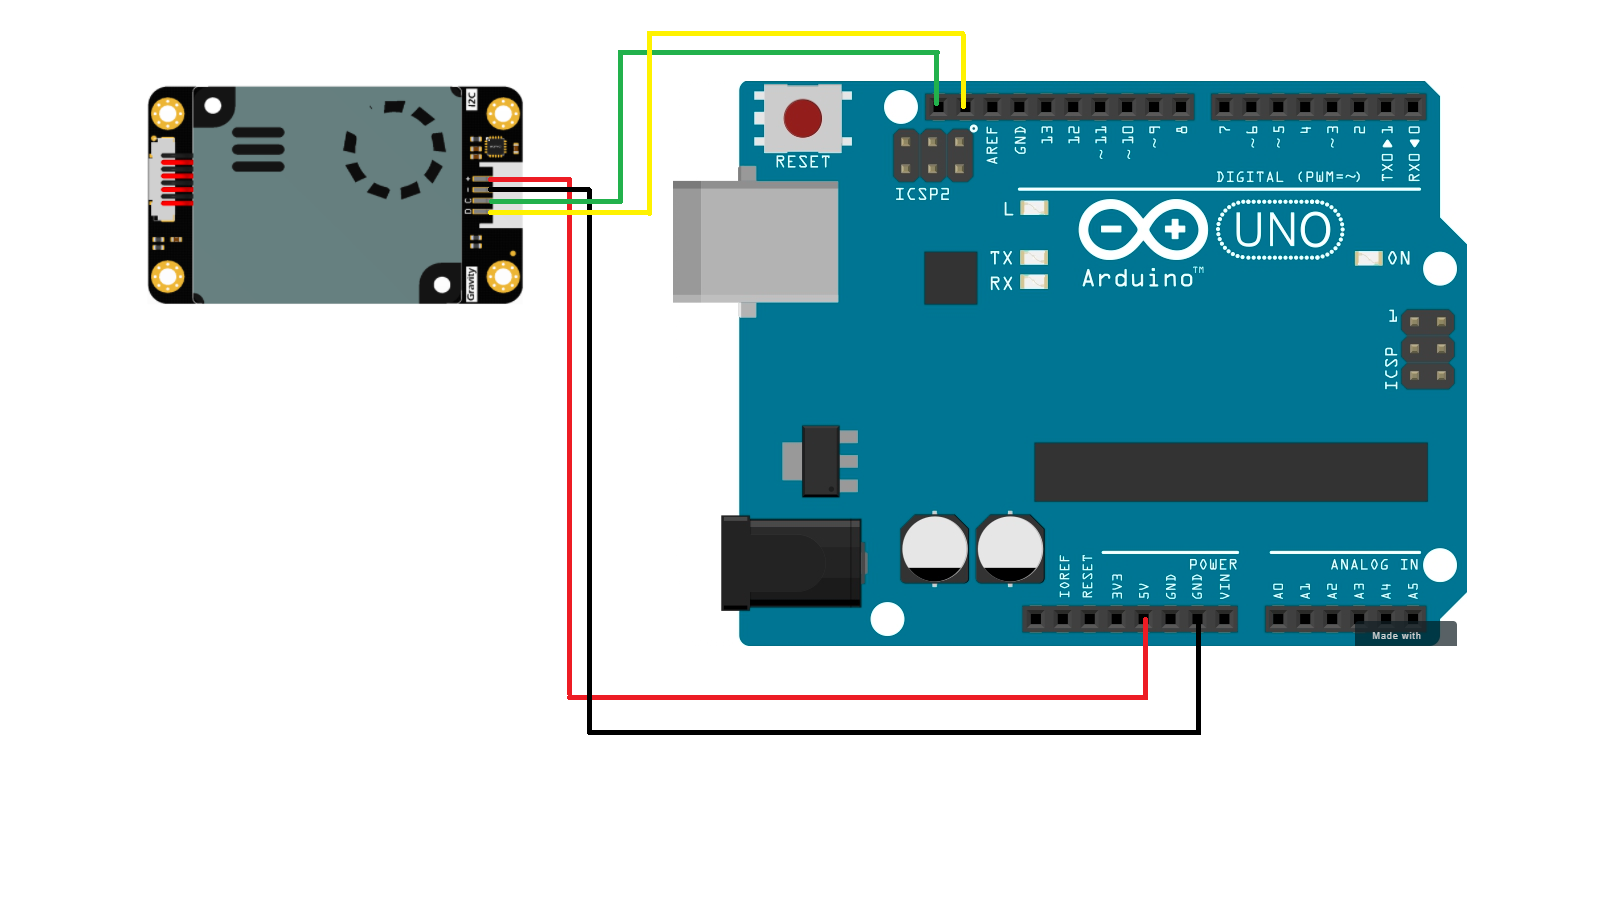 I2C
+
-
C
D
Gravity
RESET
ICSP2
AREF
GND
13
12
~11
~10
~9
8
7
~6
~5
4
~3
2
TX0▶1
RX0◀0
DIGITAL (PWM=~)
L
TX
RX
Arduino™
UNO
ON
1
ICSP
IOREF
RESET
3V3
5V
GND
GND
VIN
POWER
ANALOG IN
A0
A1
A2
A3
A4
A5
Made with